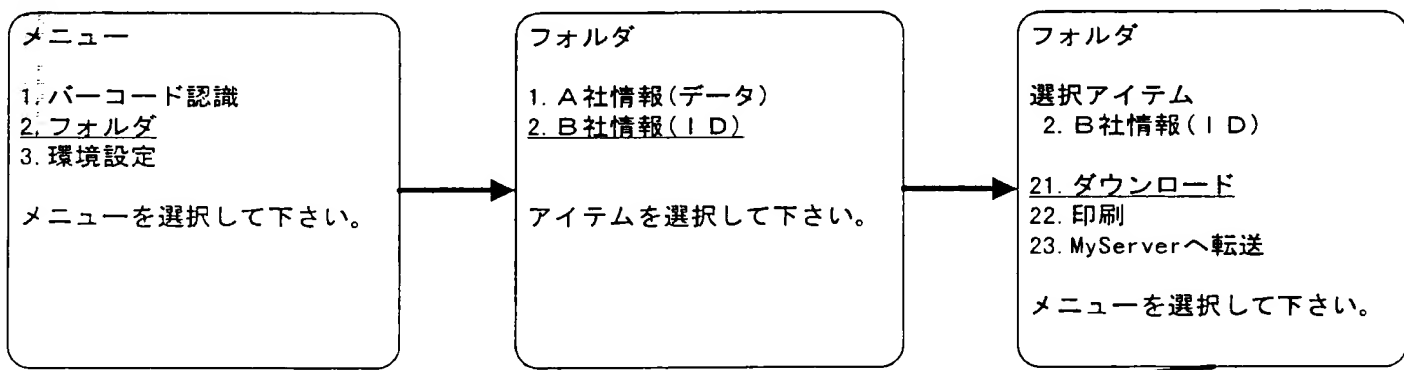 メニュー
1. バーコード認識
2. フォルダ
3. 環境設定
メニューを選択して下さい。
フォルダ
1. A社情報(データ)
2. B社情報(ID)
アイテムを選択して下さい。
フォルダ
選択アイテム
2. B社情報(ID)
21. ダウンロード
22. 印刷
23. MyServerへ転送
メニューを選択して下さい。